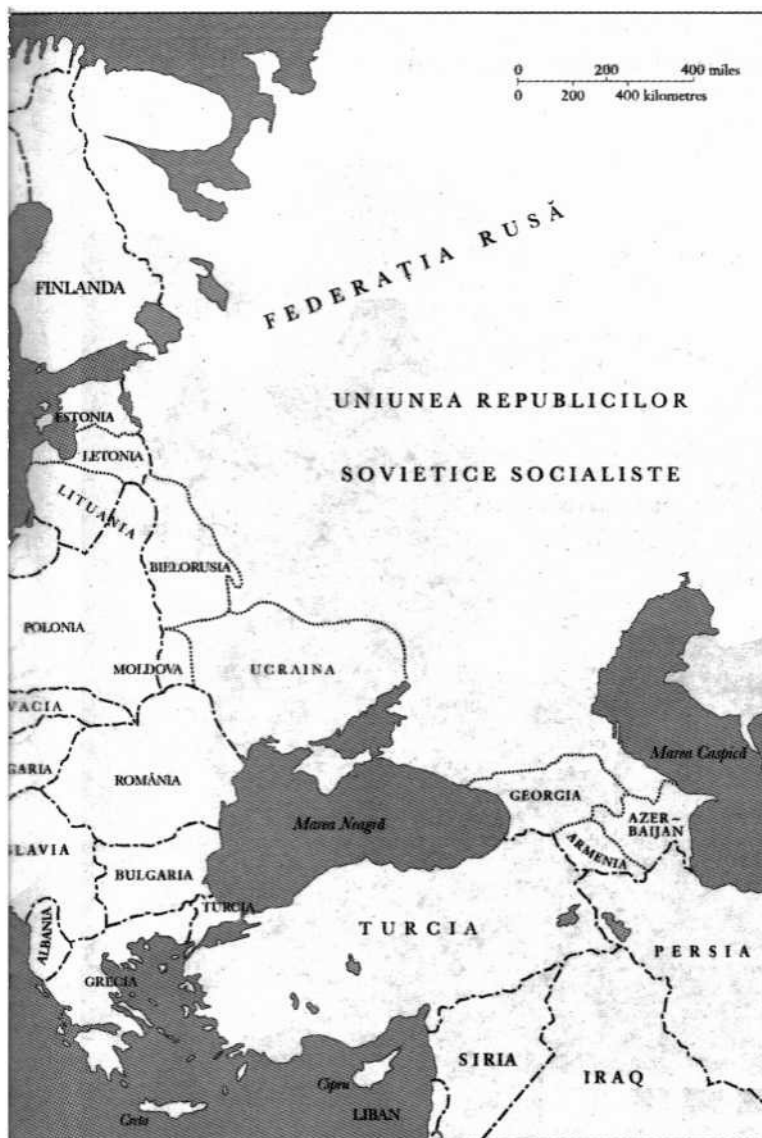 0 200 400 miles
0 200 400 kilometres
FEDERAȚIA RUSĂ
FINLANDA
UNIUNEA REPUBLICILOR
ESTONIA
LETONIA
SOVIETICE SOCIALISTE
LITUANIA
BIELORUSIA
POLONIA
MOLDOVA
UCRAINA
VACIA
Marea Caspică
GARIA
ROMÂNIA
GEORGIA
Marea Neagră
AZER-
BAIJAN
SLAVIA
ARMENIA
BULGARIA
TURCIA
ALBANIA
TURCIA
PERSIA
GRECIA
SIRIA
IRAQ
Cipru
Creta
LIBAN